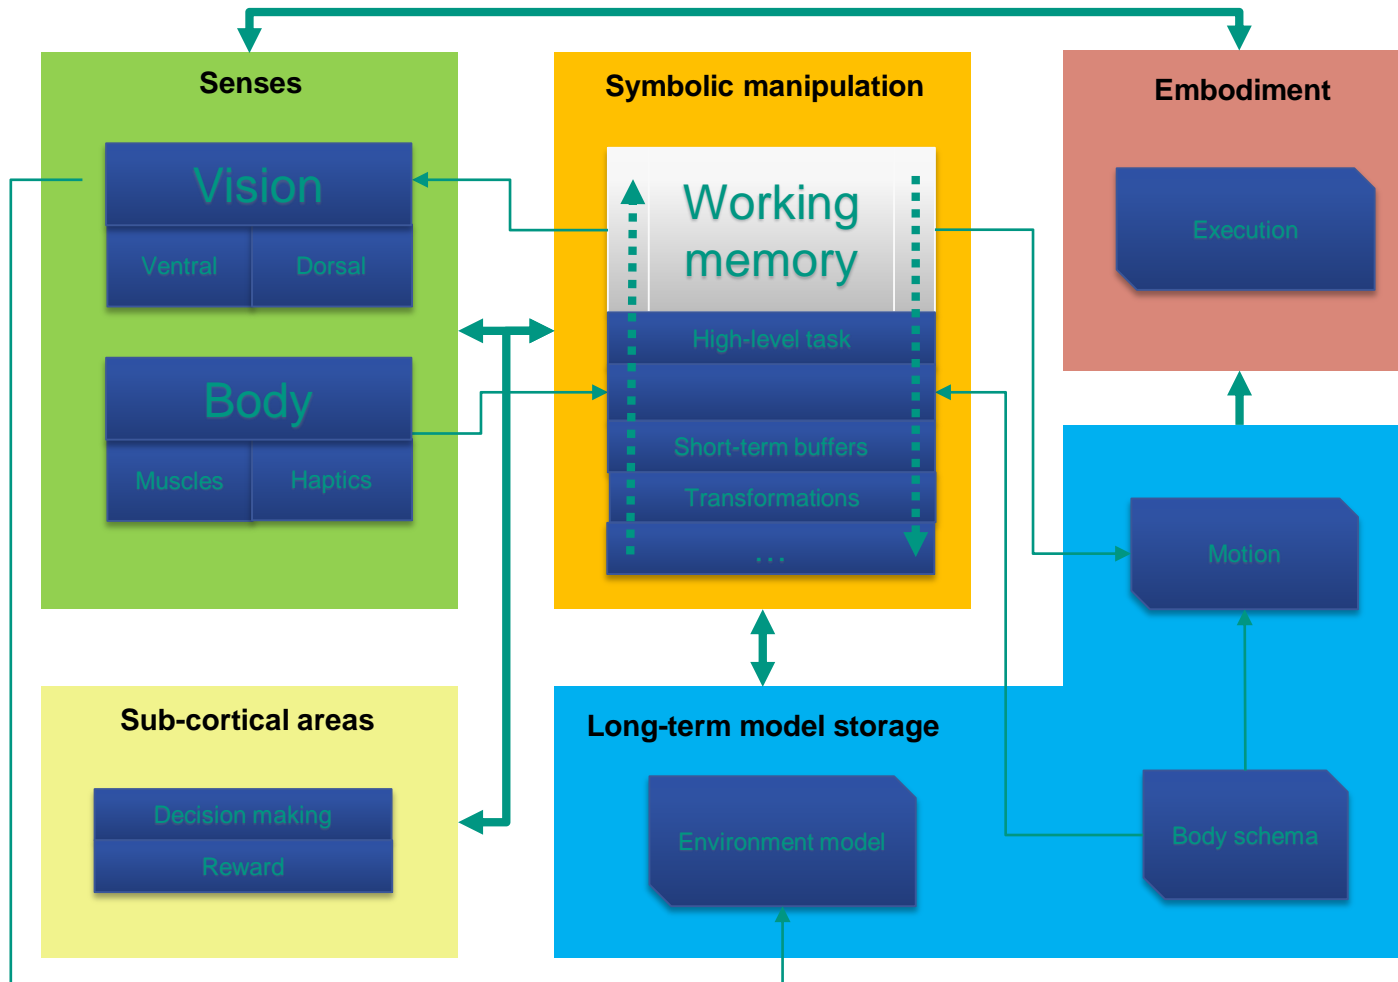 Senses
Vision
Ventral
Dorsal
Body
Muscles
Haptics
Symbolic manipulation
Working
memory
High-level task
Short-term buffers
Transformations
...
Embodiment
Execution
Sub-cortical areas
Decision making
Reward
Long-term model storage
Environment model
Motion
Body schema